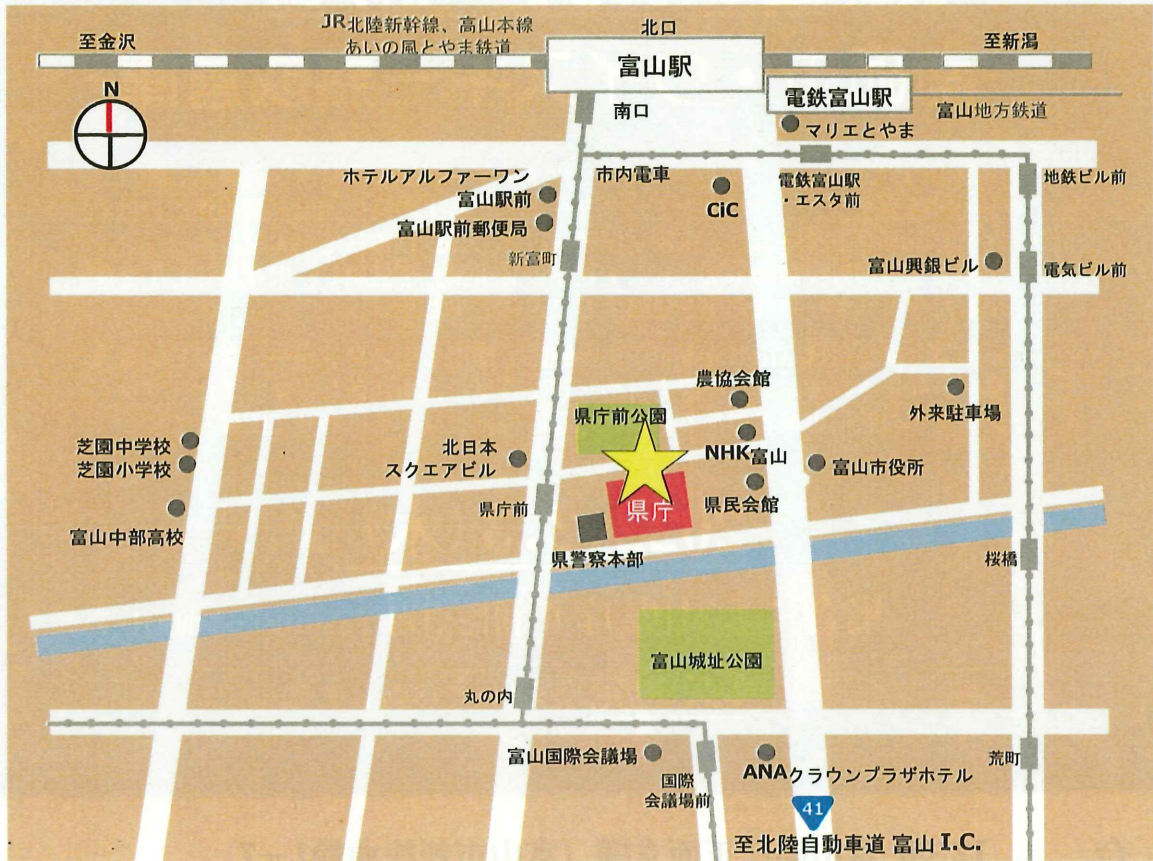 JR北陸新幹線、高山本線
あいの風とやま鉄道
北口
至金沢
至新潟
富山駅
電鉄富山駅
N
南口
富山地方鉄道
マリエとやま
ホテルアルファーワン
富山駅前
市内電車
CiC
電鉄富山駅
・エスタ前
地鉄ビル前
富山駅前郵便局
新富町
富山興銀ビル
電気ビル前
農協会館
県庁前公園
外来駐車場
芝園中学校
芝園小学校
北日本
スクエアビル
NHK富山
富山市役所
県民会館
県庁前
県庁
富山中部高校
県警察本部
桜橋
富山城址公園
丸の内
富山国際会議場
国際
会議場前
ANAクラウンプラザホテル
荒町
41
至北陸自動車道 富山 I.C.